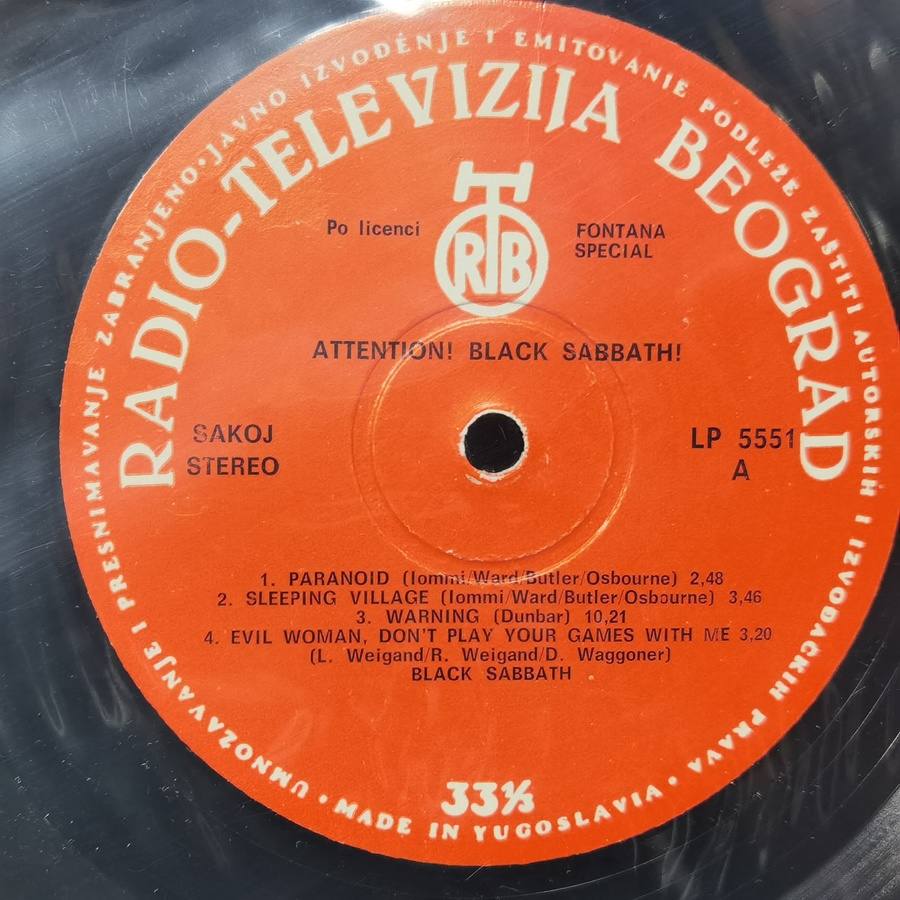 UMNOZAVANJE I PRESNIMAVANJE ZABRANJENO • JAVNO IZVODENJE I EMITOVANJE PODLEŽE ZAŠTITI AUTORSKIH I IZVOĐAČKIH PRAVA •
RADIO-TELEVIZIJA BEOGRAD
Po licenci
RTB
FONTANA
SPECIAL
ATTENTION! BLACK SABBATH!
SAKOJ
STEREO
LP 5551
A
1. PARANOID (Iommi/Ward/Butler/Osbourne) 2,48
2. SLEEPING VILLAGE (Iommi/Ward/Butler/Osbourne) 3,46
3. WARNING (Dunbar) 10,21
4. EVIL WOMAN, DON'T PLAY YOUR GAMES WITH ME 3,20
(L. Weigand/R. Weigand/D. Waggoner)
BLACK SABBATH
33⅓
MADE IN YUGOSLAVIA •